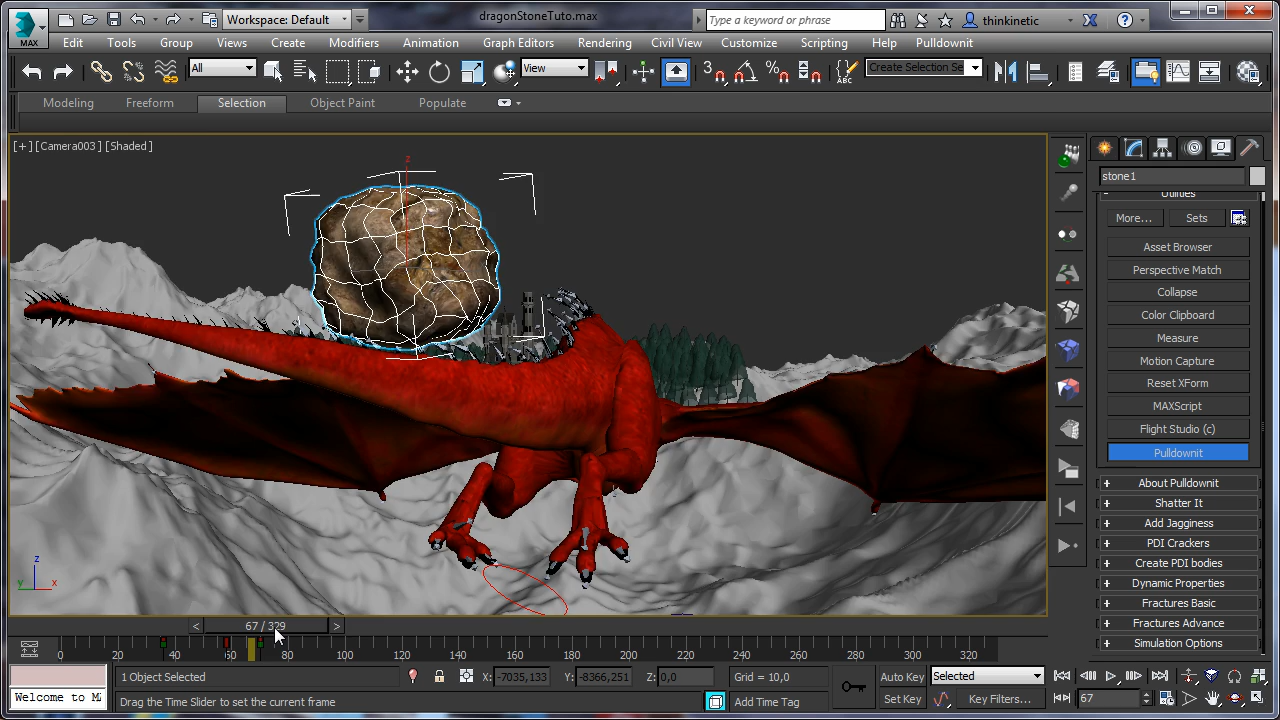 MAX
Workspace: Default
dragonStoneTuto.max
Type a keyword or phrase
thinkinetic
Edit Tools Group Views Create Modifiers Animation Graph Editors Rendering Civil View Customize Scripting Help Pulldownit
All
View
3
ABC
Create Selection Se
Modeling Freeform Selection Object Paint Populate
[+][Camera003][Shaded]
z
stone1
Utilities
More... Sets
Asset Browser
Perspective Match
Collapse
Color Clipboard
Measure
Motion Capture
Reset XForm
MAXScript
Flight Studio (c)
Pulldownit
+ About Pulldownit
+ Shatter It
+ Add Jagginess
+ PDI Crackers
+ Create PDI bodies
+ Dynamic Properties
+ Fractures Basic
+ Fractures Advance
+ Simulation Options
z
y x
< 67 / 329 >
0 20 40 60 80 100 120 140 160 180 200 220 240 260 280 300 320
1 Object Selected
X: -7035,133 Y: -8366,251 Z: 0,0
Grid = 10,0
Auto Key Selected
Welcome to MA
Drag the Time Slider to set the current frame
Add Time Tag
Set Key Key Filters...
67